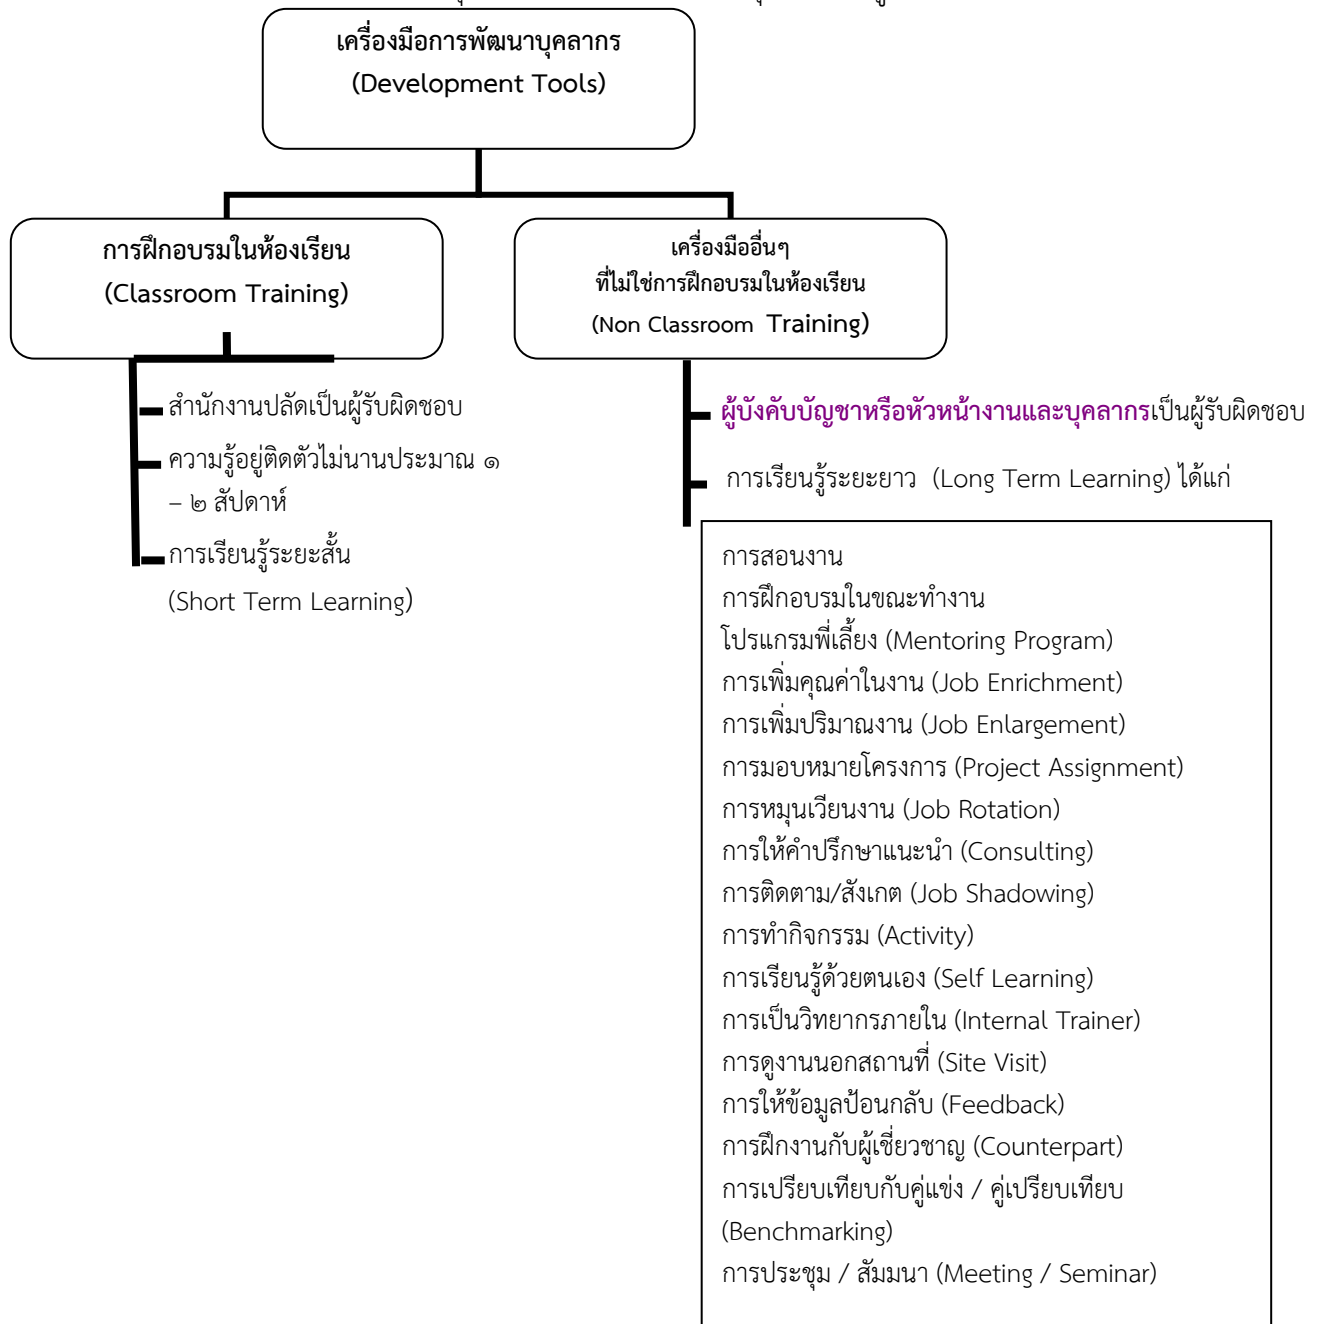 เครื่องมือการพัฒนาบุคลากร
(Development Tools)
การฝึกอบรมในห้องเรียน
(Classroom Training)
เครื่องมืออื่นๆ
ที่ไม่ใช่การฝึกอบรมในห้องเรียน
(Non Classroom Training)
สำนักงานปลัดเป็นผู้รับผิดชอบ
ความรู้อยู่ติดตัวไม่นานประมาณ ๑
– ๒ สัปดาห์
การเรียนรู้ระยะสั้น
(Short Term Learning)
ผู้บังคับบัญชาหรือหัวหน้างานและบุคลากรเป็นผู้รับผิดชอบ
การเรียนรู้ระยะยาว (Long Term Learning) ได้แก่
การสอนงาน
การฝึกอบรมในขณะทำงาน
โปรแกรมพี่เลี้ยง (Mentoring Program)
การเพิ่มคุณค่าในงาน (Job Enrichment)
การเพิ่มปริมาณงาน (Job Enlargement)
การมอบหมายโครงการ (Project Assignment)
การหมุนเวียนงาน (Job Rotation)
การให้คำปรึกษาแนะนำ (Consulting)
การติดตาม/สังเกต (Job Shadowing)
การทำกิจกรรม (Activity)
การเรียนรู้ด้วยตนเอง (Self Learning)
การเป็นวิทยากรภายใน (Internal Trainer)
การดูงานนอกสถานที่ (Site Visit)
การให้ข้อมูลป้อนกลับ (Feedback)
การฝึกงานกับผู้เชี่ยวชาญ (Counterpart)
การเปรียบเทียบกับคู่แข่ง / คู่เปรียบเทียบ
(Benchmarking)
การประชุม / สัมมนา (Meeting / Seminar)